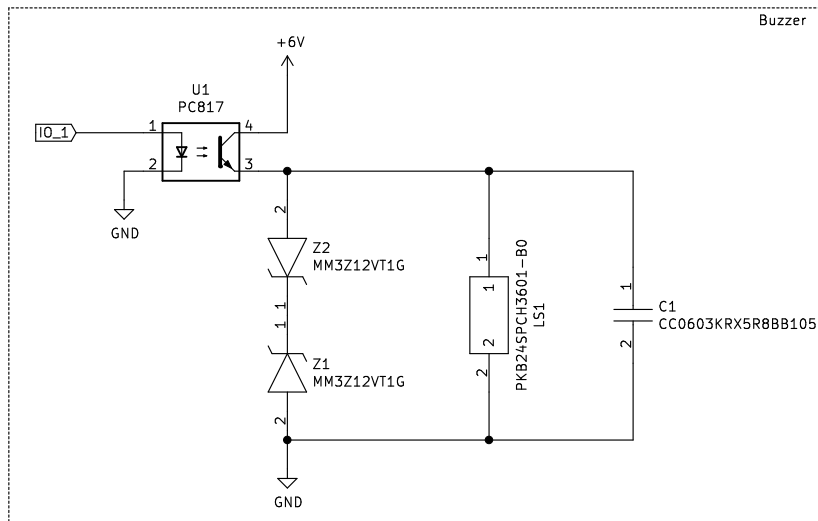 Buzzer
+6V
U1
PC817
IO_1
1
4
2
3
GND
2
Z2
MM3Z12VT1G
1
1
Z1
MM3Z12VT1G
2
GND
1
1
2
2
PKB24SPCH3601-B0
LS1
1
C1
CC0603KRX5R8BB105
2